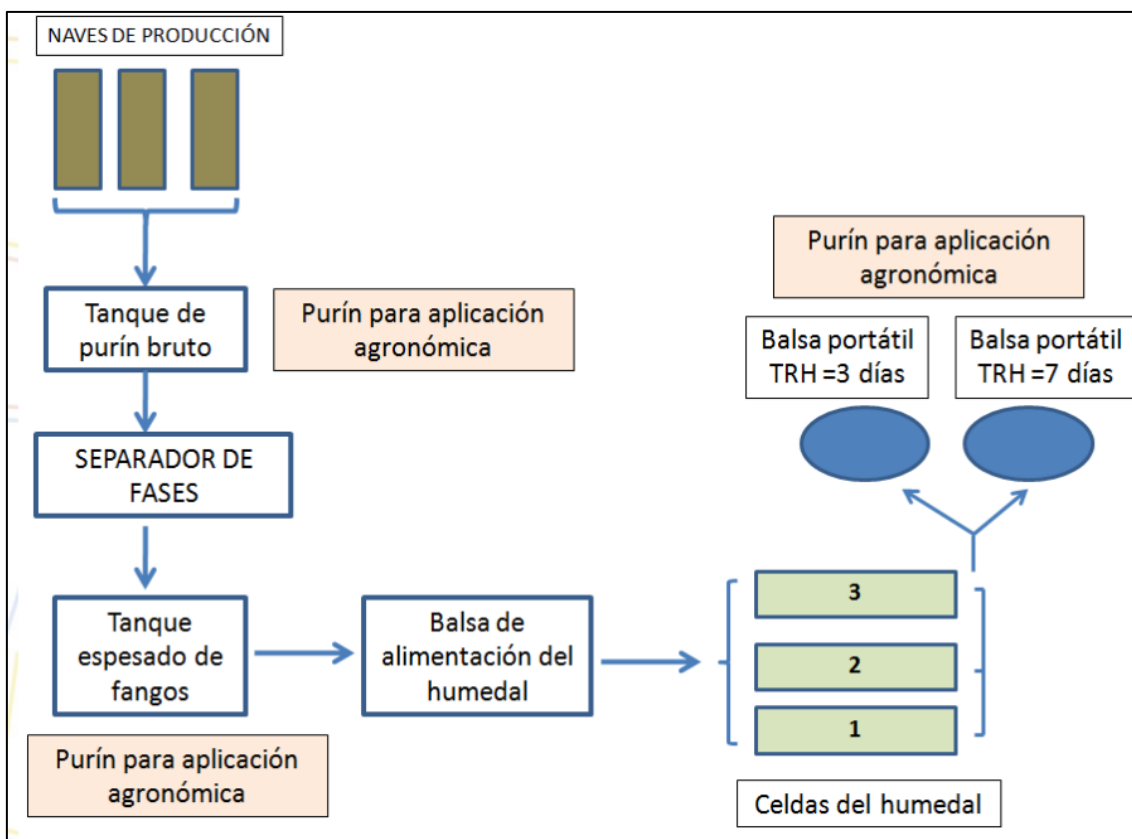 NAVES DE PRODUCCIÓN
Tanque de
purín bruto
Purín para aplicación
agronómica
SEPARADOR DE
FASES
Tanque
espesado de
fangos
Purín para aplicación
agronómica
Balsa de
alimentación del
humedal
3
2
1
Celdas del humedal
Purín para aplicación
agronómica
Balsa portátil
TRH =3 días
Balsa portátil
TRH =7 días